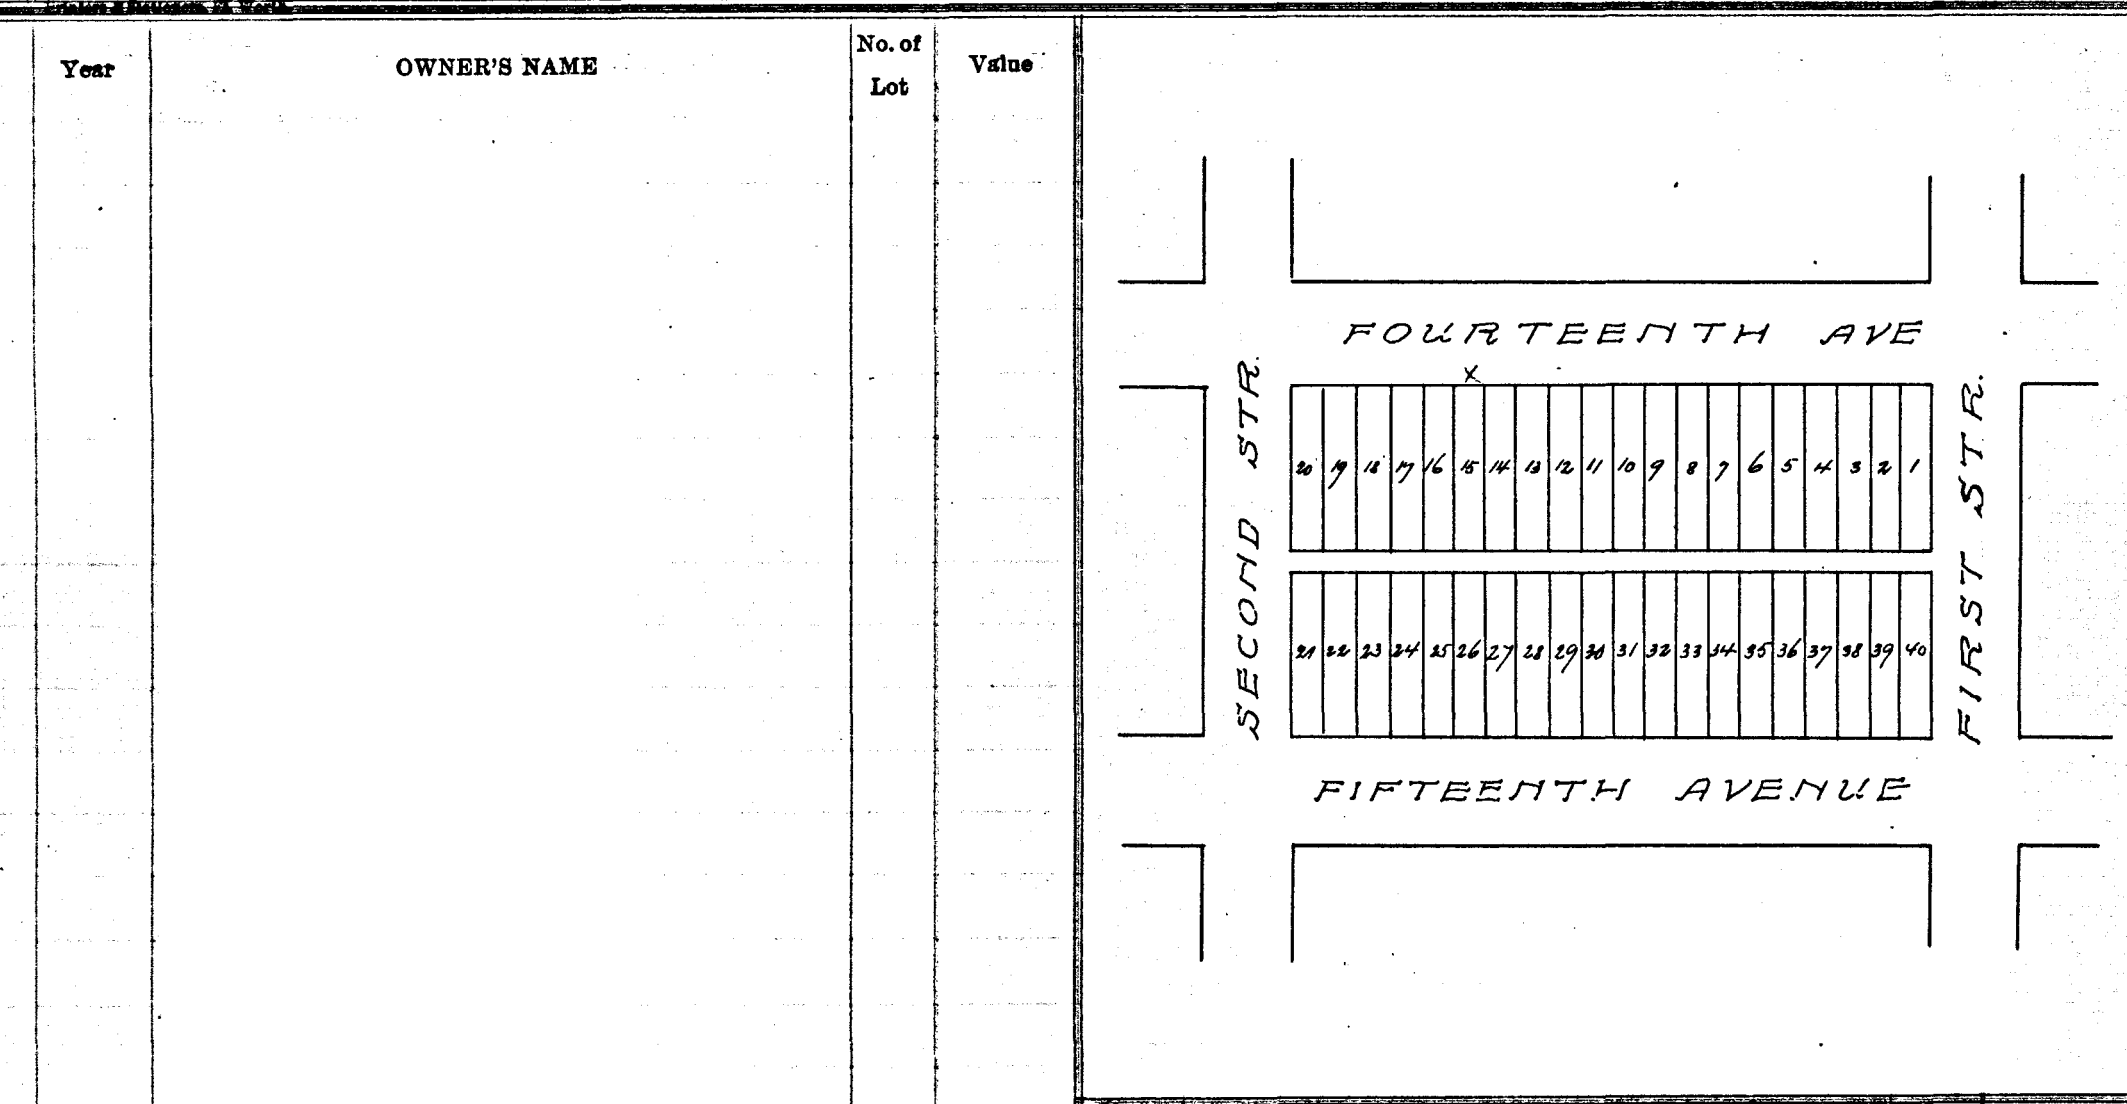 Year
OWNER'S NAME
No. of
Lot
Value
FOURTEENTH AVE
x
SECOND STR.
20 19 18 17 16 15 14 13 12 11 10 9 8 7 6 5 4 3 2 1
FIRST STR.
21 22 23 24 25 26 27 28 29 30 31 32 33 34 35 36 37 38 39 40
FIFTEENTH AVENUE